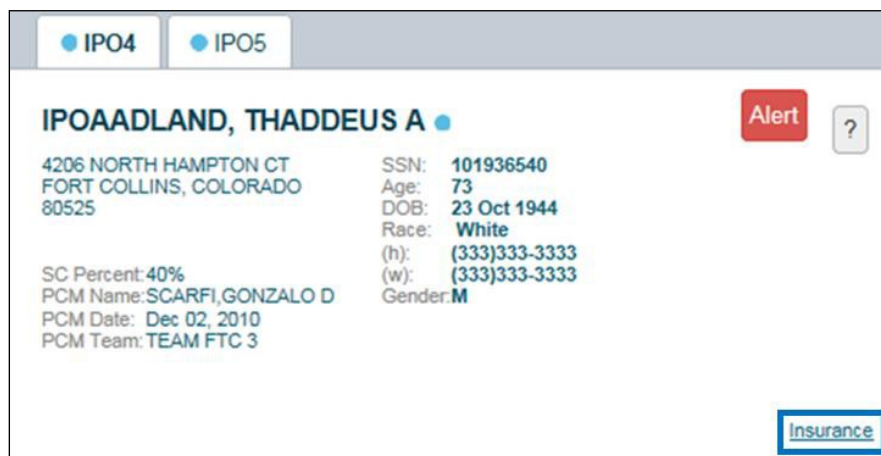 IPO4 IPO5
IPOAADLAND, THADDEUS A
Alert
?
4206 NORTH HAMPTON CT
FORT COLLINS, COLORADO
80525
SC Percent: 40%
PCM Name: SCARFI,GONZALO D
PCM Date: Dec 02, 2010
PCM Team: TEAM FTC 3
SSN: 101936540
Age: 73
DOB: 23 Oct 1944
Race: White
(h): (333)333-3333
(w): (333)333-3333
Gender: M
Insurance